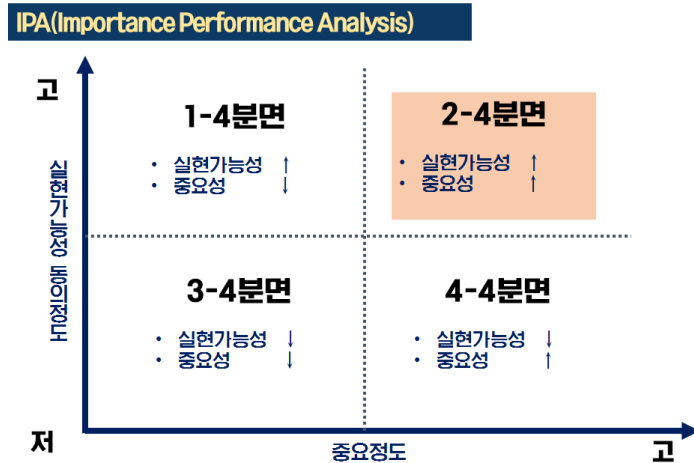 IPA(Importance Performance Analysis)
고
1-4분면
• 실현가능성 ↑
• 중요성 ↓
2-4분면
• 실현가능성 ↑
• 중요성 ↑
실현가능성 동의정도
3-4분면
• 실현가능성 ↓
• 중요성 ↓
4-4분면
• 실현가능성 ↓
• 중요성 ↑
저
중요정도
고